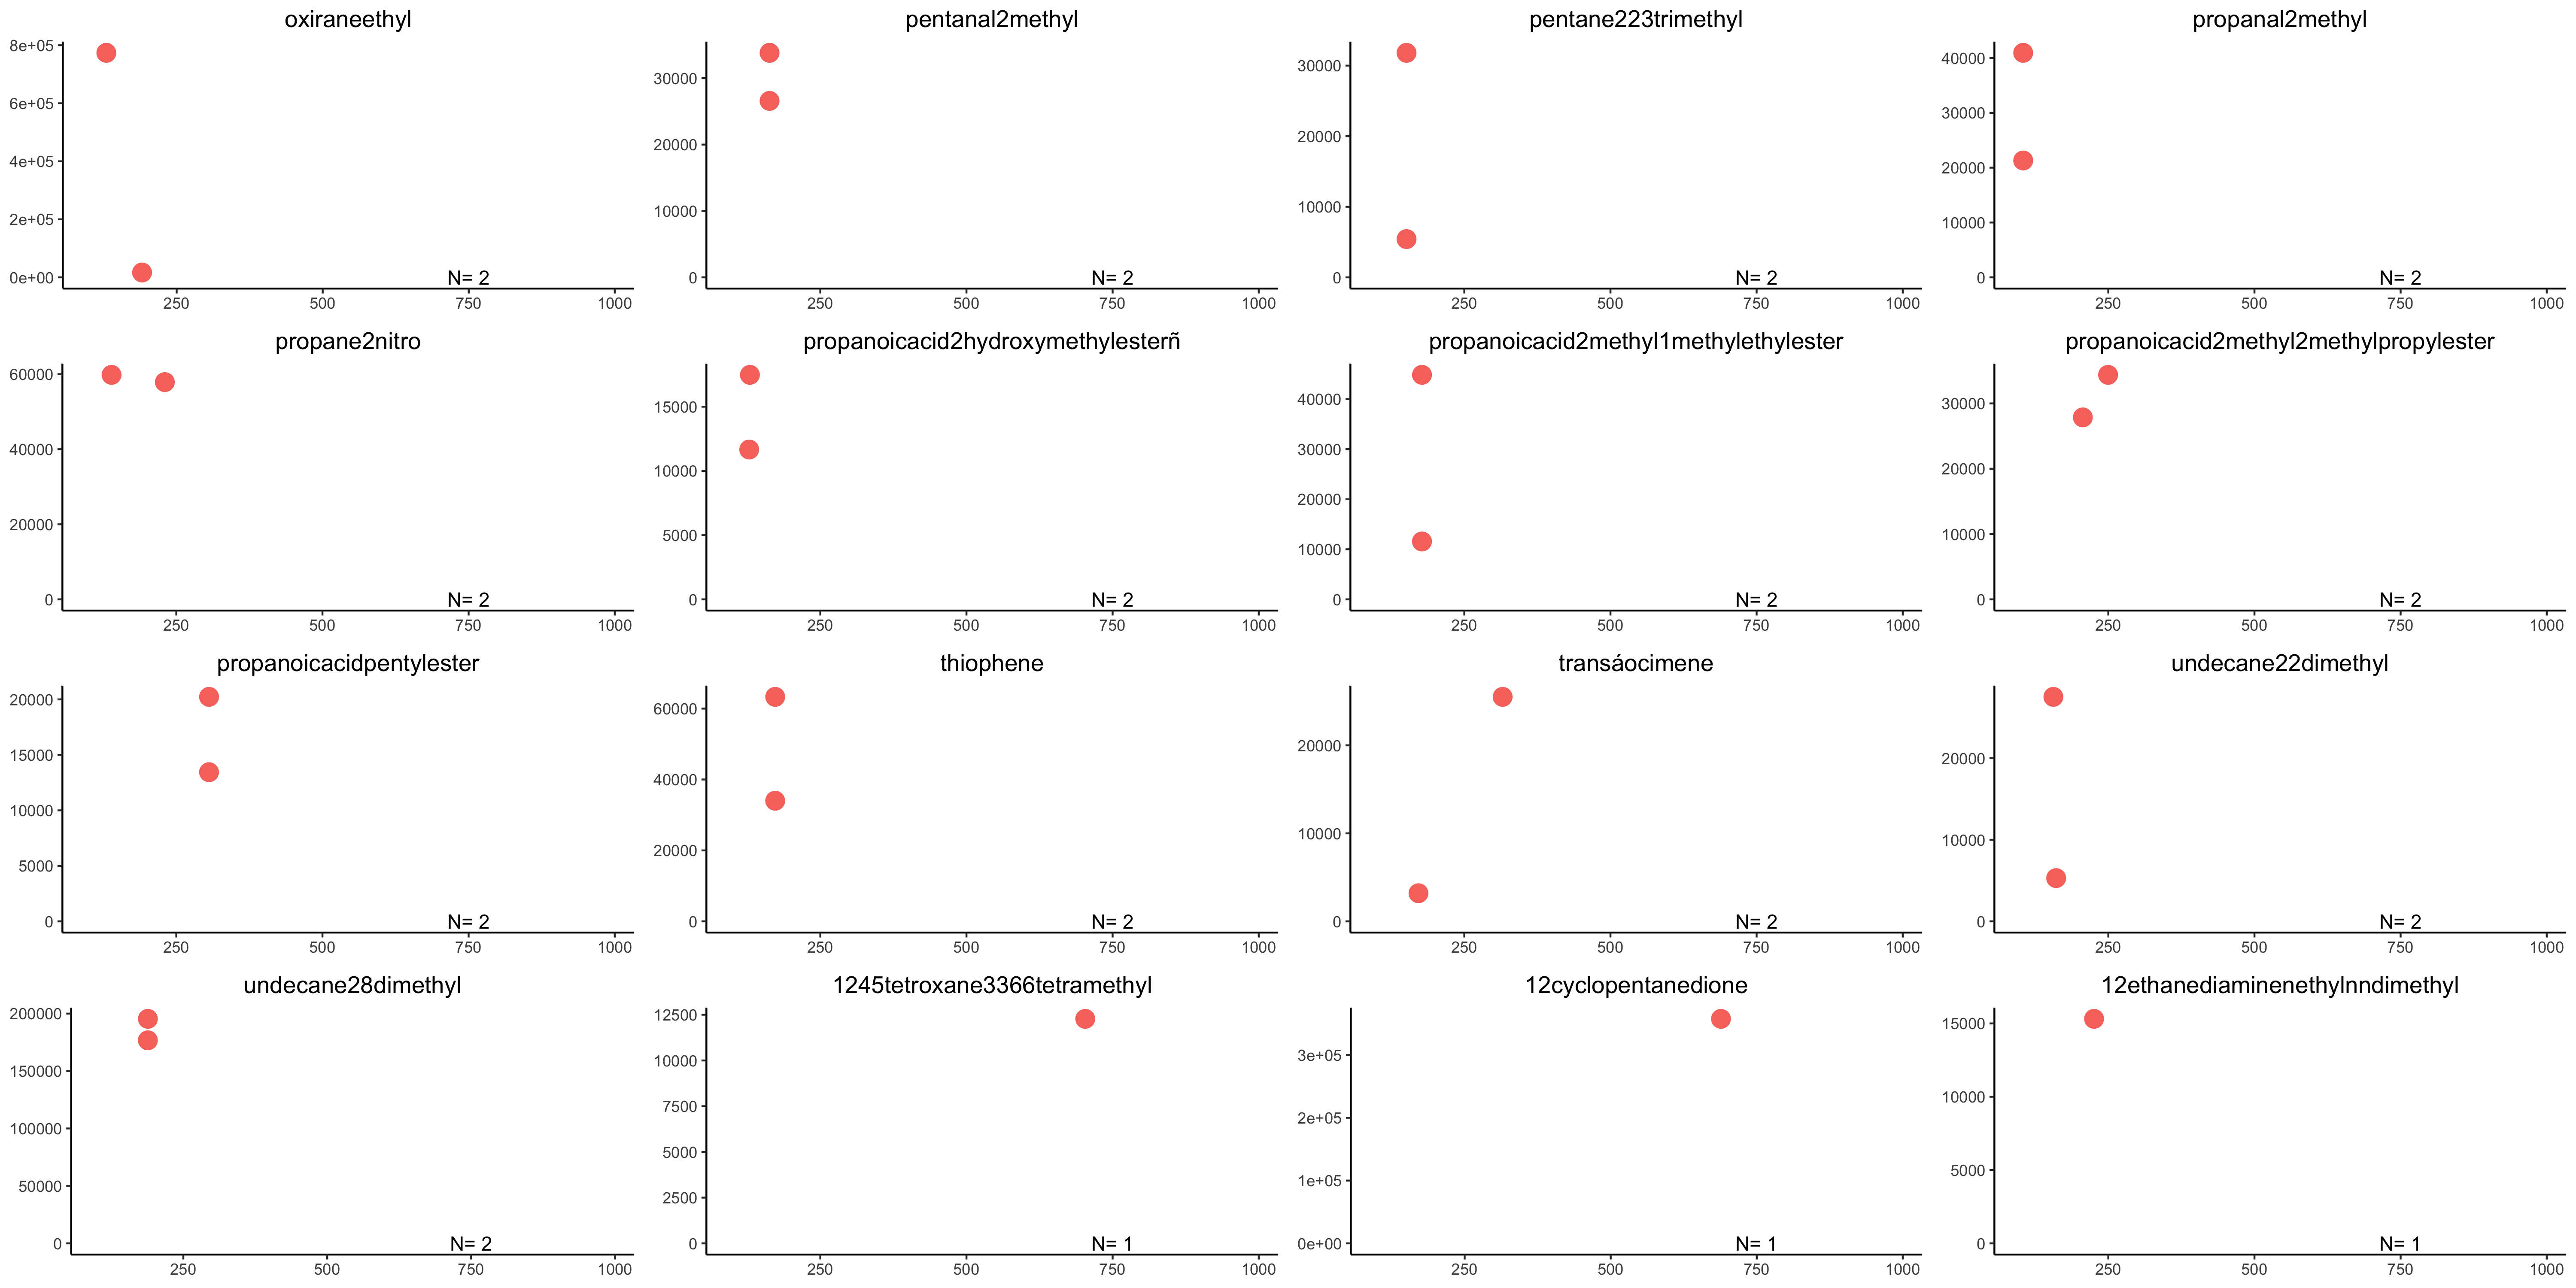 oxiraneethyl
8e+05
6e+05
4e+05
2e+05
0e+00
N= 2
250 500 750 1000
pentanal2methyl
30000
20000
10000
0
N= 2
250 500 750 1000
pentane223trimethyl
30000
20000
10000
0
N= 2
250 500 750 1000
propanal2methyl
40000
30000
20000
10000
0
N= 2
250 500 750 1000
propane2nitro
60000
40000
20000
0
N= 2
250 500 750 1000
propanoicacid2hydroxymethylesterñ
15000
10000
5000
0
N= 2
250 500 750 1000
propanoicacid2methyl1methylethylester
40000
30000
20000
10000
0
N= 2
250 500 750 1000
propanoicacid2methyl2methylpropylester
30000
20000
10000
0
N= 2
250 500 750 1000
propanoicacidpentylester
20000
15000
10000
5000
0
N= 2
250 500 750 1000
thiophene
60000
40000
20000
0
N= 2
250 500 750 1000
transáocimene
20000
10000
0
N= 2
250 500 750 1000
undecane22dimethyl
20000
10000
0
N= 2
250 500 750 1000
undecane28dimethyl
200000
150000
100000
50000
0
N= 2
250 500 750 1000
1245tetroxane3366tetramethyl
12500
10000
7500
5000
2500
0
N= 1
250 500 750 1000
12cyclopentanedione
3e+05
2e+05
1e+05
0e+00
N= 1
250 500 750 1000
12ethanediaminenethylnndimethyl
15000
10000
5000
0
N= 1
250 500 750 1000